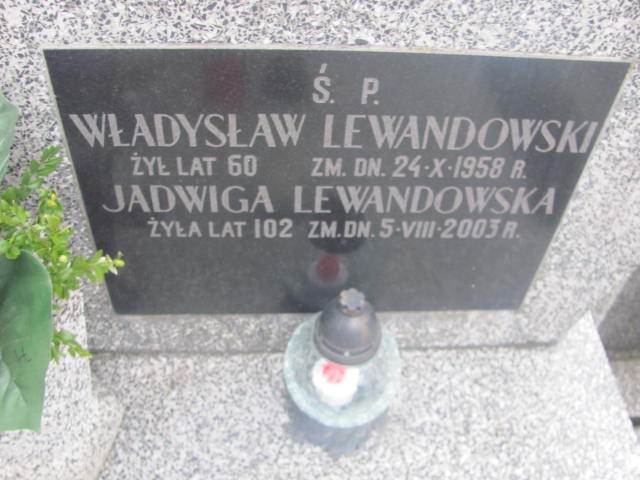 Ś. P.
WŁADYSŁAW LEWANDOWSKI
ŻYŁ LAT 60 ZM. DN. 24·X·1958 R.
JADWIGA LEWANDOWSKA
ŻYŁA LAT 102 ZM. DN. 5·VIII·2003 R.